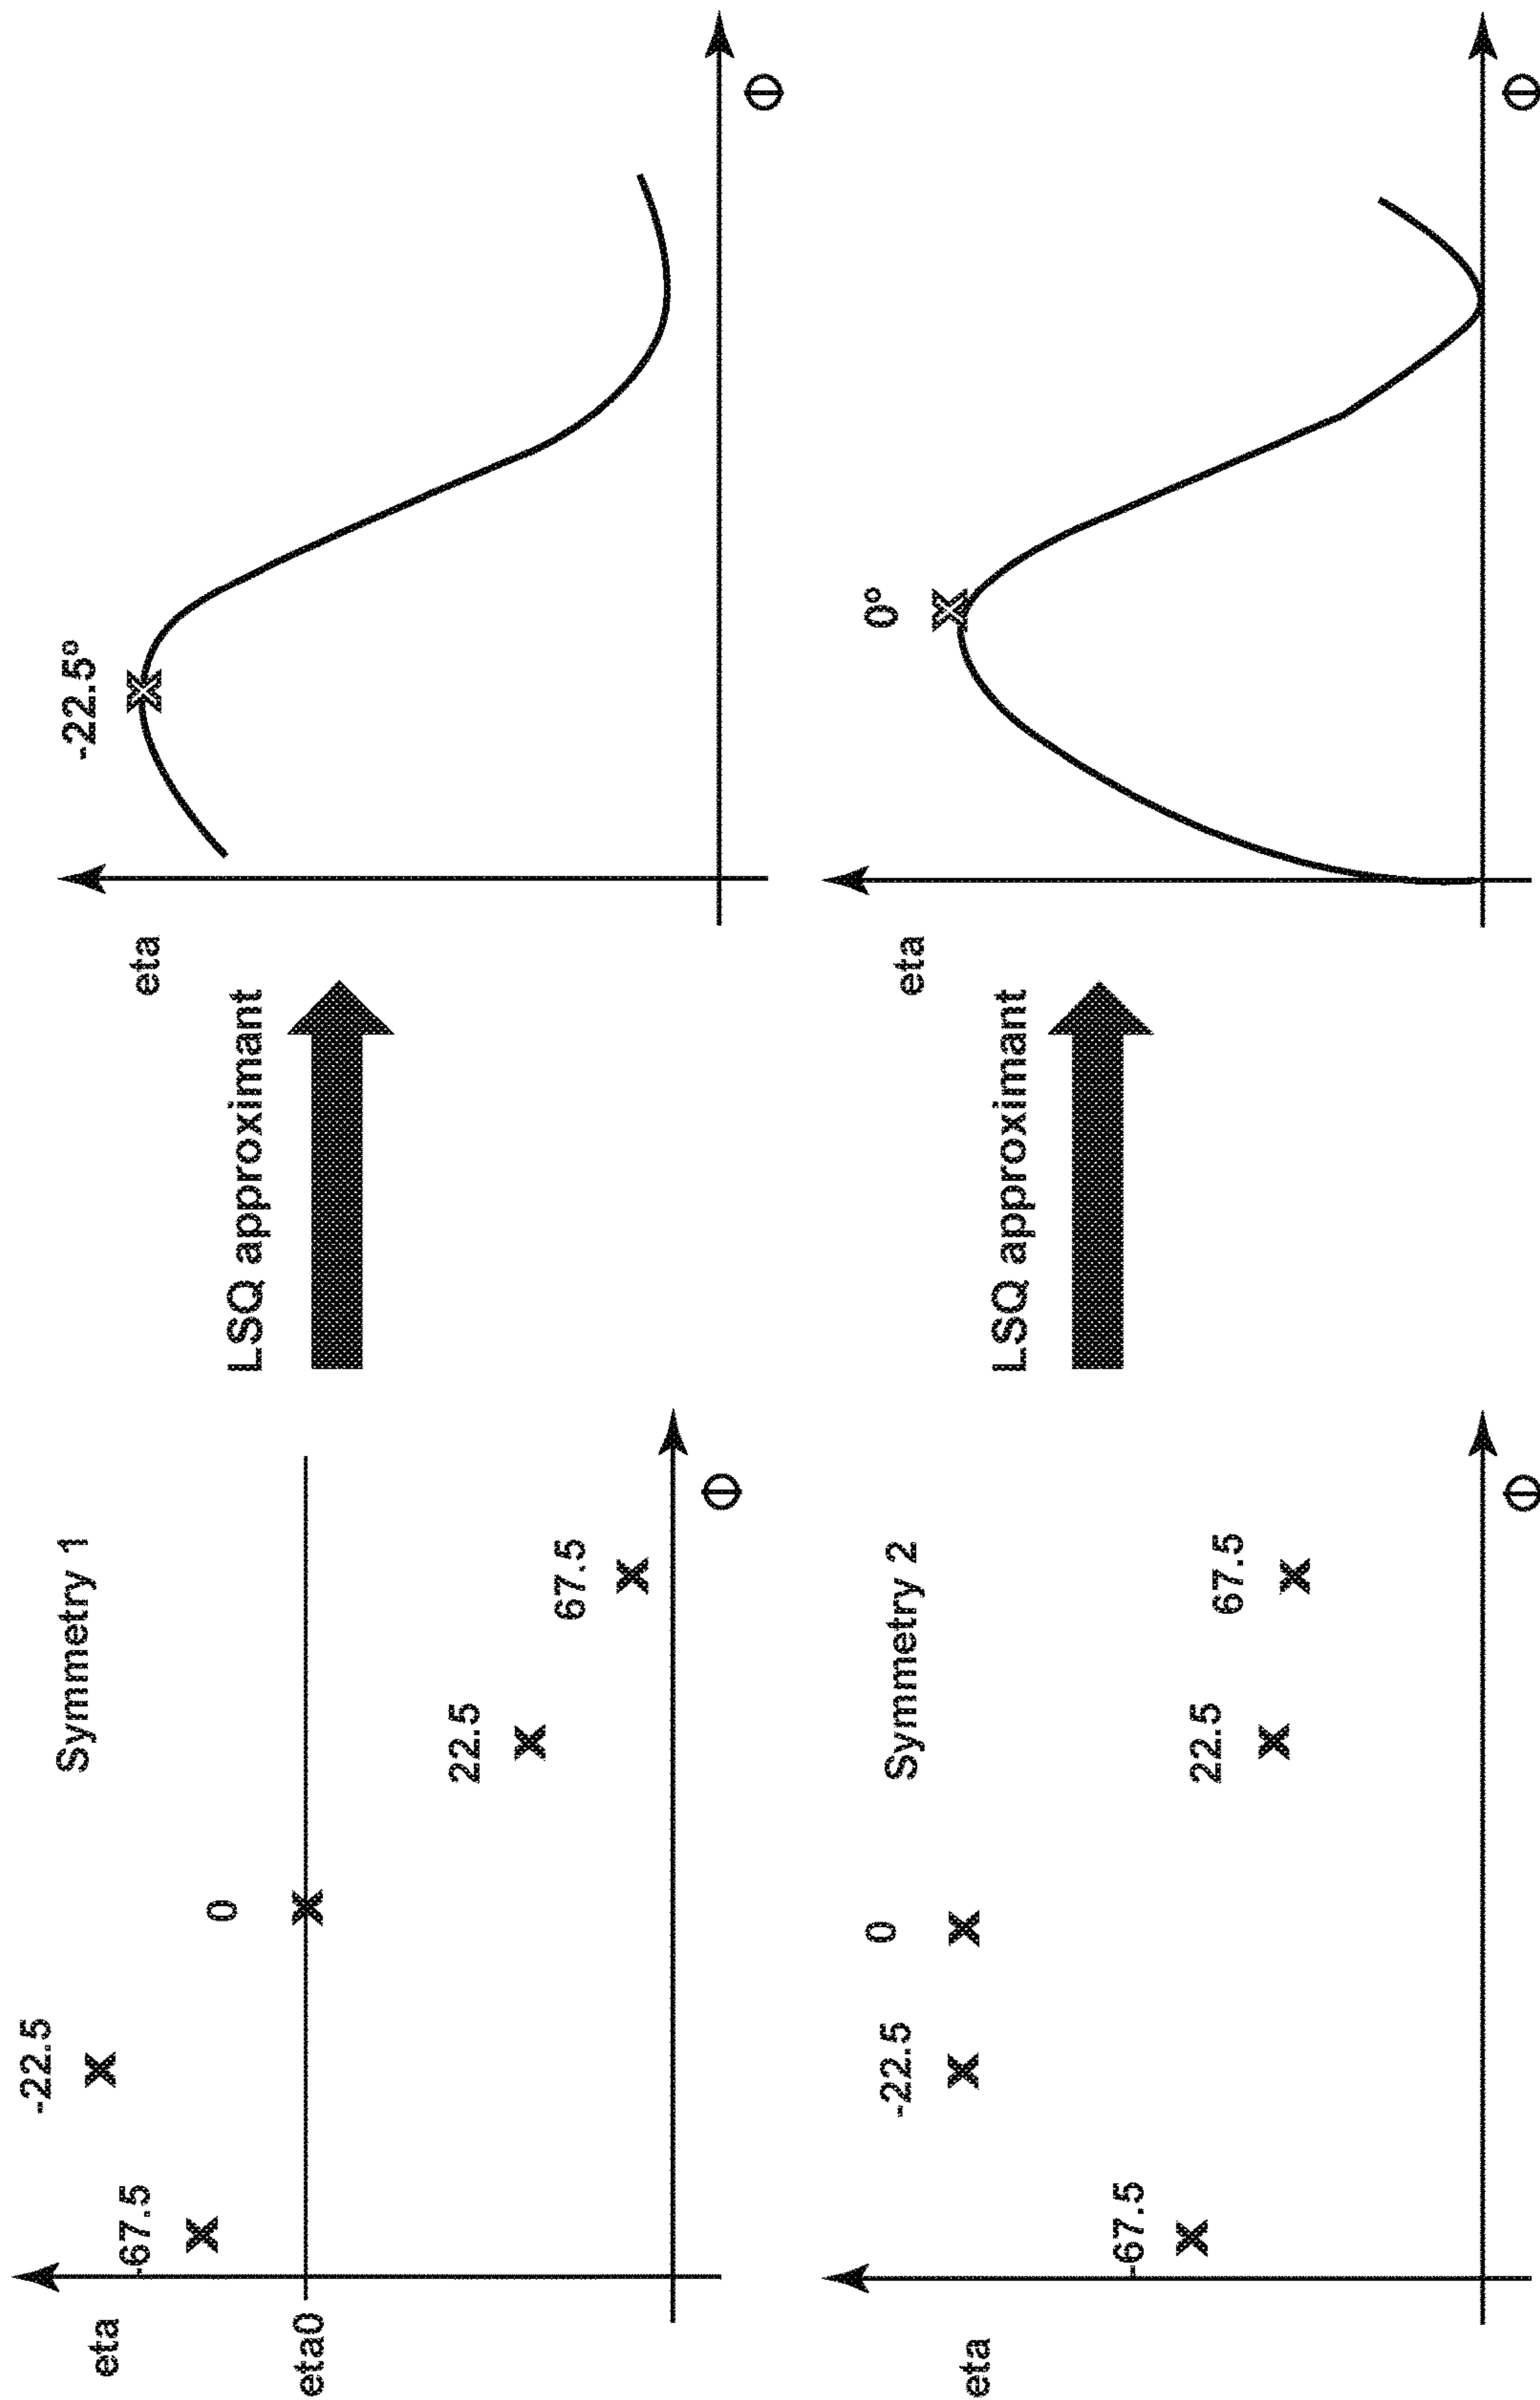 Symmetry 1
eta
-67.5
-22.5
0
eta0
22.5
67.5
Φ
LSQ approximant
eta
-22.5°
Φ
Symmetry 2
eta
-67.5
-22.5
0
22.5
67.5
Φ
LSQ approximant
eta
0°
Φ